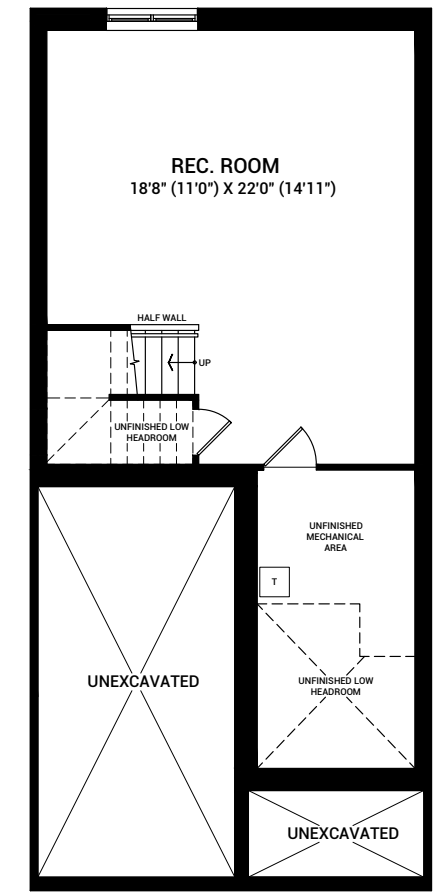 REC. ROOM
18'8" (11'0") X 22'0" (14'11")
HALF WALL
UP
UNFINISHED LOW
HEADROOM
UNFINISHED
MECHANICAL
AREA
T
UNEXCAVATED
UNFINISHED LOW
HEADROOM
UNEXCAVATED